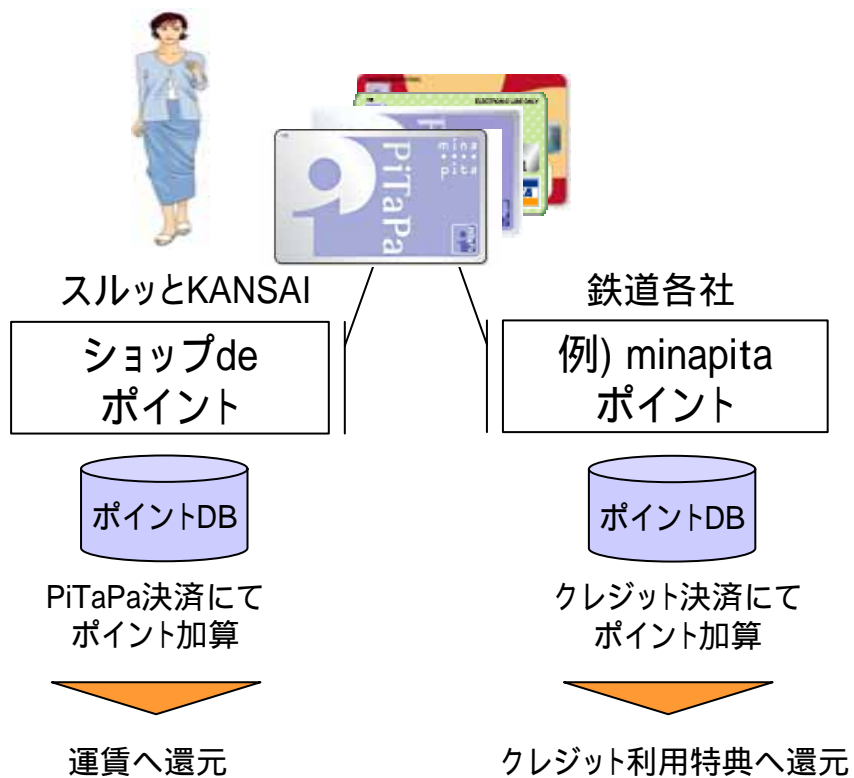 ELECTRONIC USE ONLY
mina
pita
PiTaPa
スルッとKANSAI
ショップde
ポイント
ポイントDB
PiTaPa決済にて
ポイント加算
運賃へ還元
鉄道各社
例) minapita
ポイント
ポイントDB
クレジット決済にて
ポイント加算
クレジット利用特典へ還元